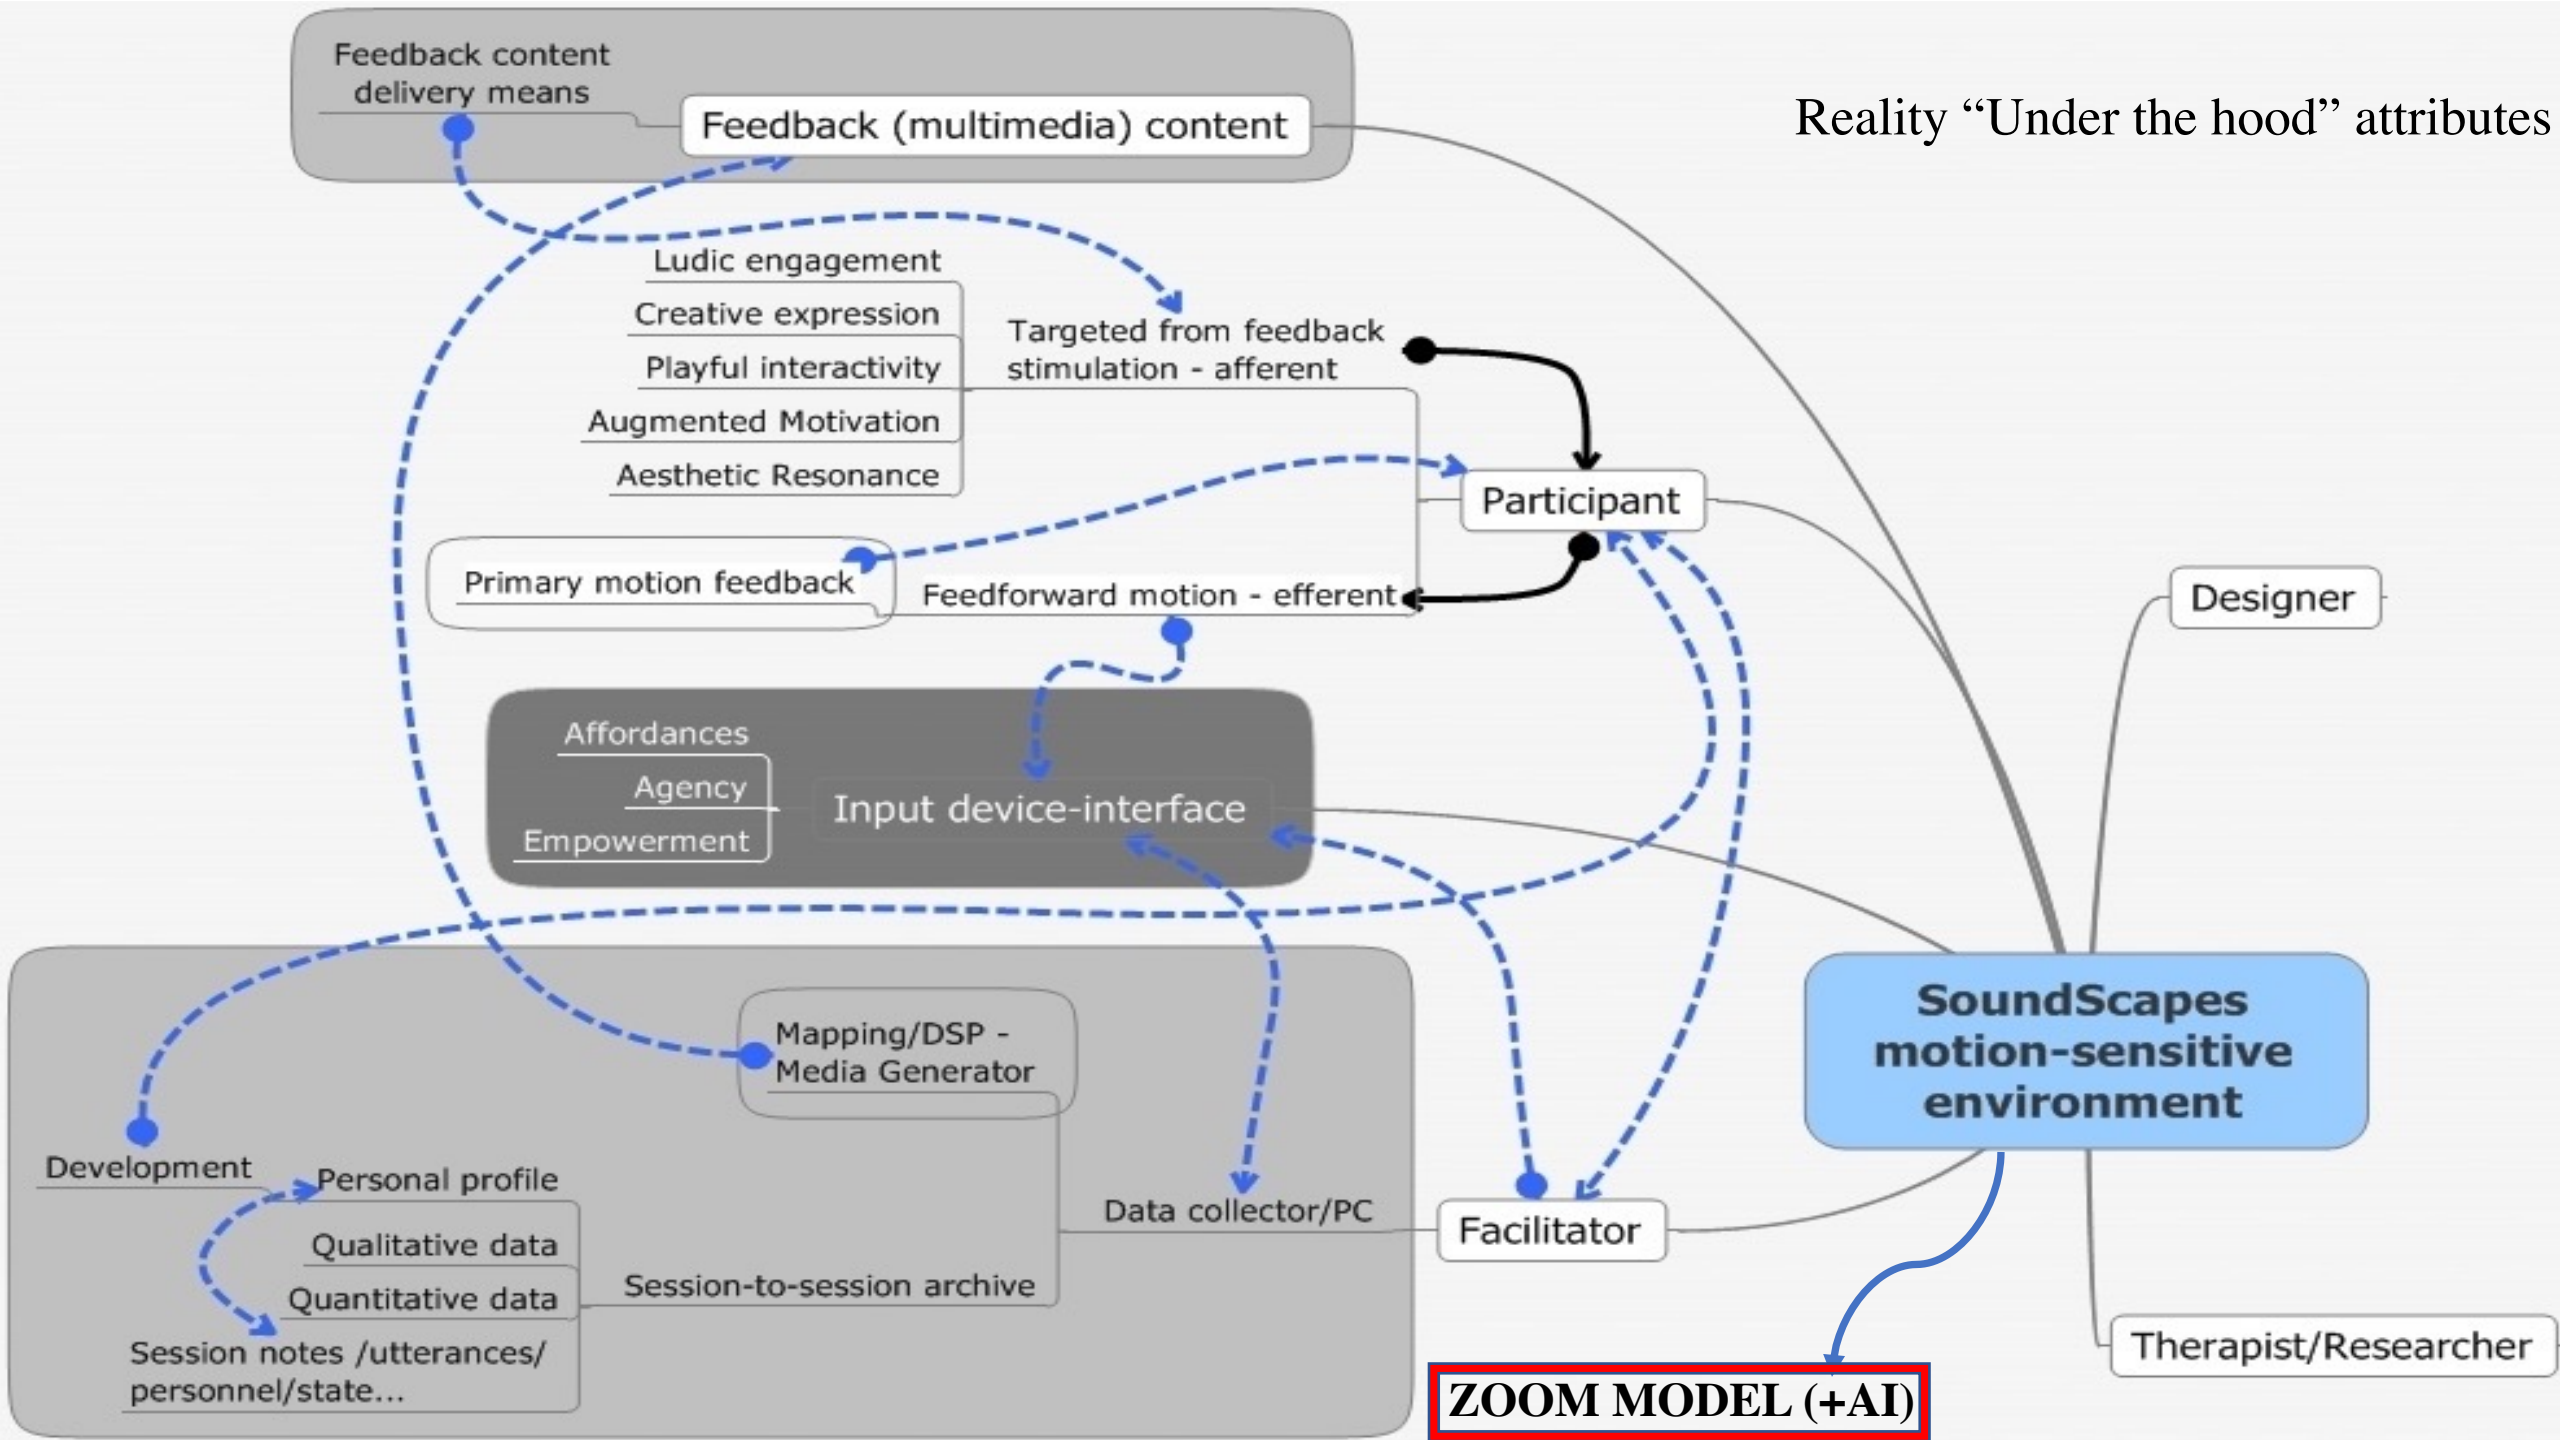 Feedback content
delivery means
Feedback (multimedia) content
Reality “Under the hood” attributes
Ludic engagement
Creative expression
Playful interactivity
Augmented Motivation
Aesthetic Resonance
Targeted from feedback
stimulation - afferent
Participant
Primary motion feedback
Feedforward motion - efferent
Designer
Affordances
Agency
Empowerment
Input device-interface
SoundScapes
motion-sensitive
environment
Mapping/DSP -
Media Generator
Development
Personal profile
Qualitative data
Quantitative data
Session notes /utterances/
personnel/state...
Session-to-session archive
Data collector/PC
Facilitator
Therapist/Researcher
ZOOM MODEL (+AI)